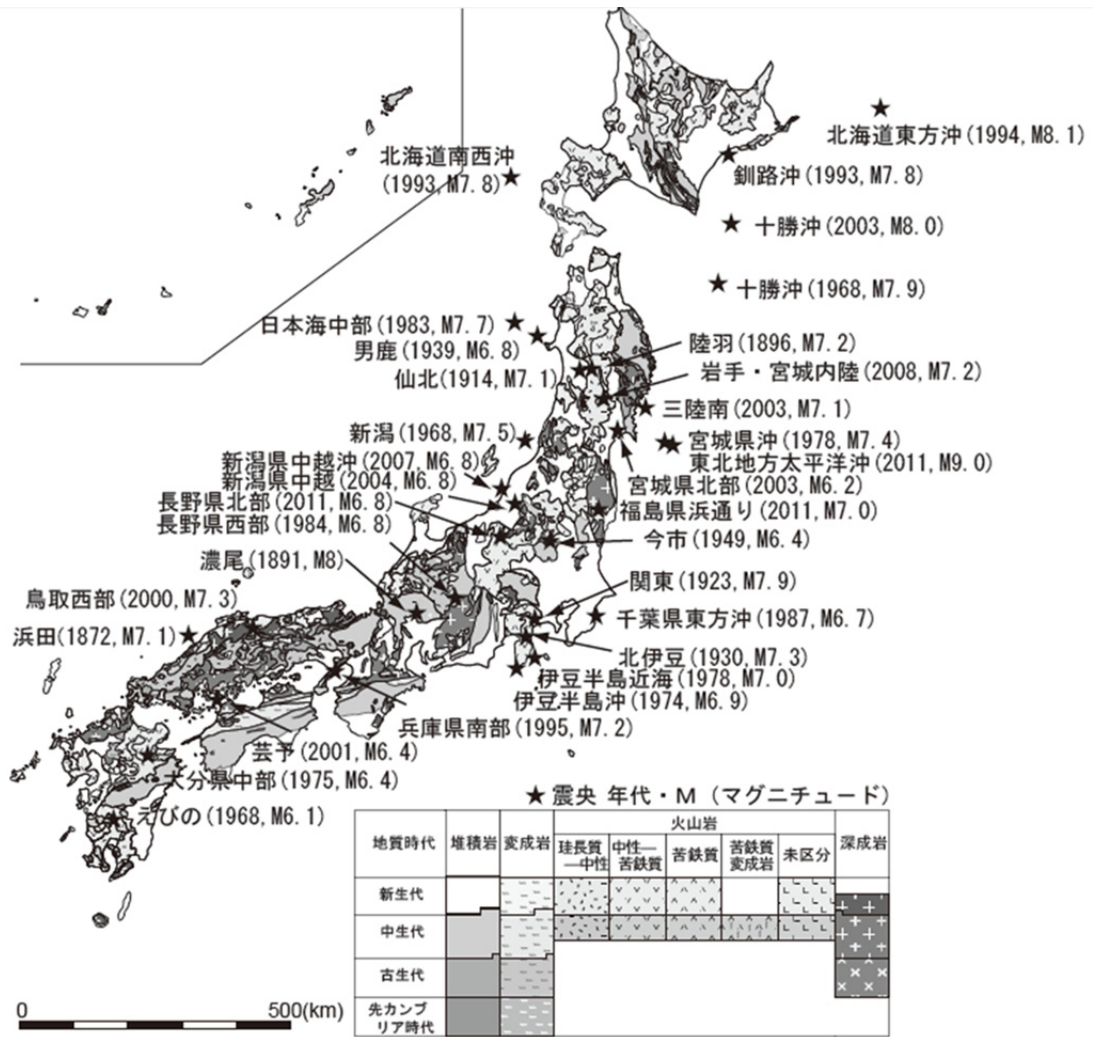 北海道東方沖(1994, M8.1)
北海道南西沖
(1993, M7.8)
釧路沖(1993, M7.8)
十勝沖(2003, M8.0)
十勝沖(1968, M7.9)
日本海中部(1983, M7.7)
男鹿(1939, M6.8)
陸羽(1896, M7.2)
仙北(1914, M7.1)
岩手・宮城内陸(2008, M7.2)
三陸南(2003, M7.1)
新潟(1968, M7.5)
宮城県沖(1978, M7.4)
東北地方太平洋沖(2011, M9.0)
新潟県中越沖(2007, M6.8)
新潟県中越(2004, M6.8)
宮城県北部(2003, M6.2)
長野県北部(2011, M6.8)
福島県浜通り(2011, M7.0)
長野県西部(1984, M6.8)
今市(1949, M6.4)
濃尾(1891, M8)
関東(1923, M7.9)
鳥取西部(2000, M7.3)
千葉県東方沖(1987, M6.7)
浜田(1872, M7.1)
北伊豆(1930, M7.3)
伊豆半島近海(1978, M7.0)
伊豆半島沖(1974, M6.9)
兵庫県南部(1995, M7.2)
芸予(2001, M6.4)
大分県中部(1975, M6.4)
えびの(1968, M6.1)
★震央 年代・M (マグニチュード)
地質時代 堆積岩 変成岩 火山岩 深成岩
珪長質―中性 中性―苦鉄質 苦鉄質 苦鉄質変成岩 未区分
新生代
中生代
古生代
先カンブ
リア時代
0 500(km)